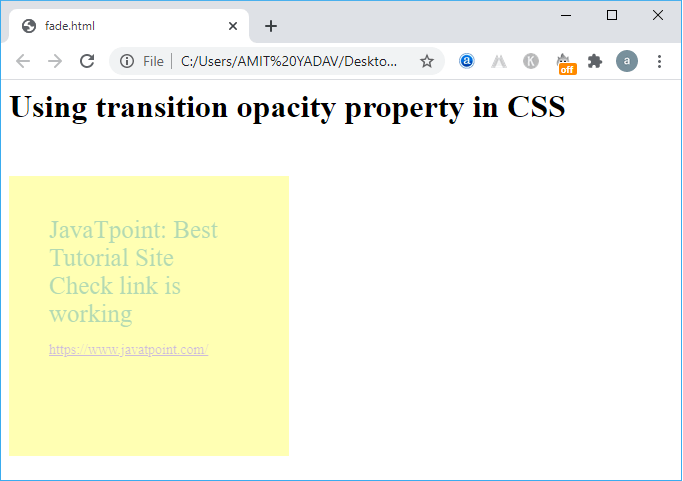 fade.html
File
C:/Users/AMIT%20YADAV/Deskto...
a
K
off
a
Using transition opacity property in CSS
JavaTpoint: Best
Tutorial Site
Check link is
working
https://www.javatpoint.com/